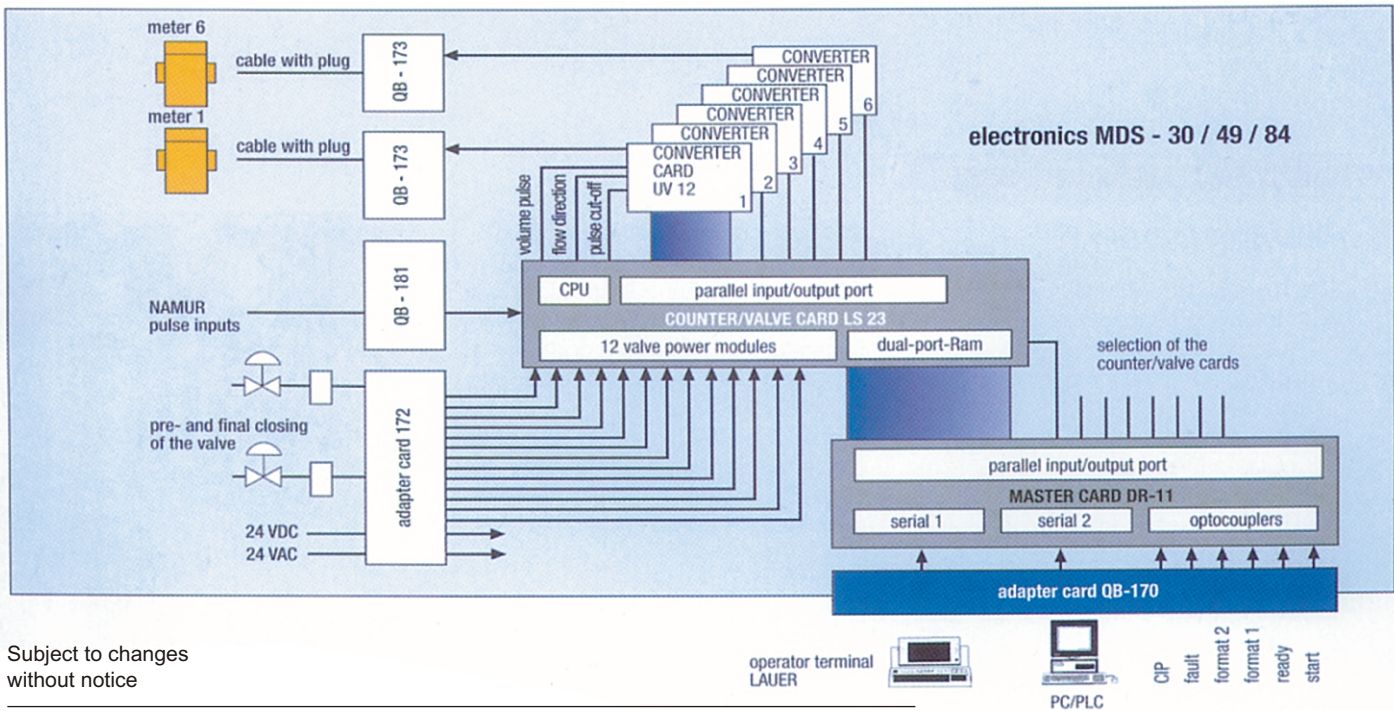 meter 6
cable with plug
QB - 173
meter 1
cable with plug
QB - 173
CONVERTER
6
CONVERTER
5
CONVERTER
4
CONVERTER
3
CONVERTER
2
CONVERTER
CARD
UV 12
1
electronics MDS - 30 / 49 / 84
volume pulse
flow direction
pulse cut-off
QB - 181
NAMUR
pulse inputs
CPU
parallel input/output port
COUNTER/VALVE CARD LS 23
12 valve power modules
dual-port-Ram
selection of the
counter/valve cards
pre- and final closing
of the valve
adapter card 172
24 VDC
24 VAC
parallel input/output port
MASTER CARD DR-11
serial 1
serial 2
optocouplers
adapter card QB-170
operator terminal
LAUER
PC/PLC
CIP
fault
format 2
format 1
ready
start
Subject to changes
without notice